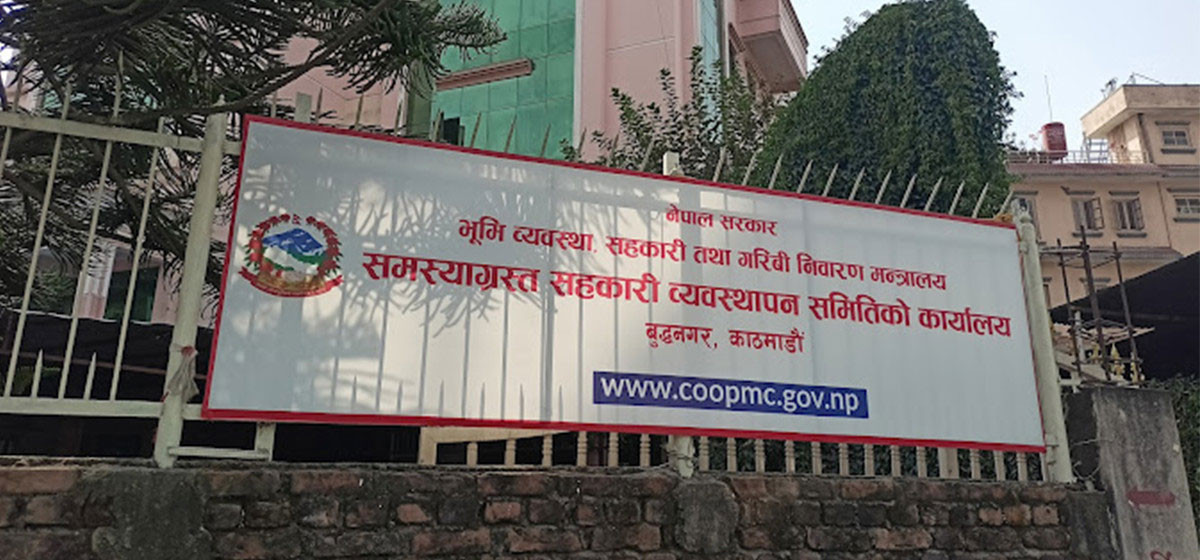 नेपाल सरकार
भूमि व्यवस्था, सहकारी तथा गरिबी निवारण मन्त्रालय
समस्याग्रस्त सहकारी व्यवस्थापन समितिको कार्यालय
बुद्धनगर, काठमाडौं
www.coopmc.gov.np